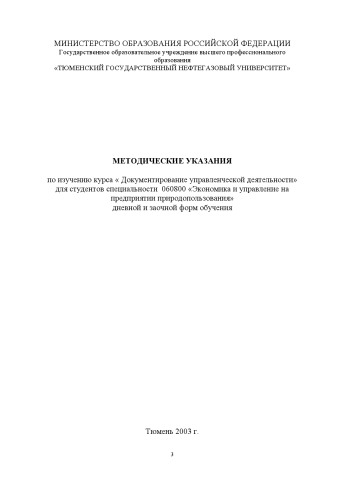 МИНИСТЕРСТВО ОБРАЗОВАНИЯ РОССИЙСКОЙ ФЕДЕРАЦИИ
Государственное образовательное учреждение высшего профессионального
образования
«ТЮМЕНСКИЙ ГОСУДАРСТВЕННЫЙ НЕФТЕГАЗОВЫЙ УНИВЕРСИТЕТ»
МЕТОДИЧЕСКИЕ УКАЗАНИЯ
по изучению курса « Документирование управленческой деятельности»
для студентов специальности 060800 «Экономика и управление на
предприятии природопользования»
дневной и заочной форм обучения
Тюмень 2003 г.
3